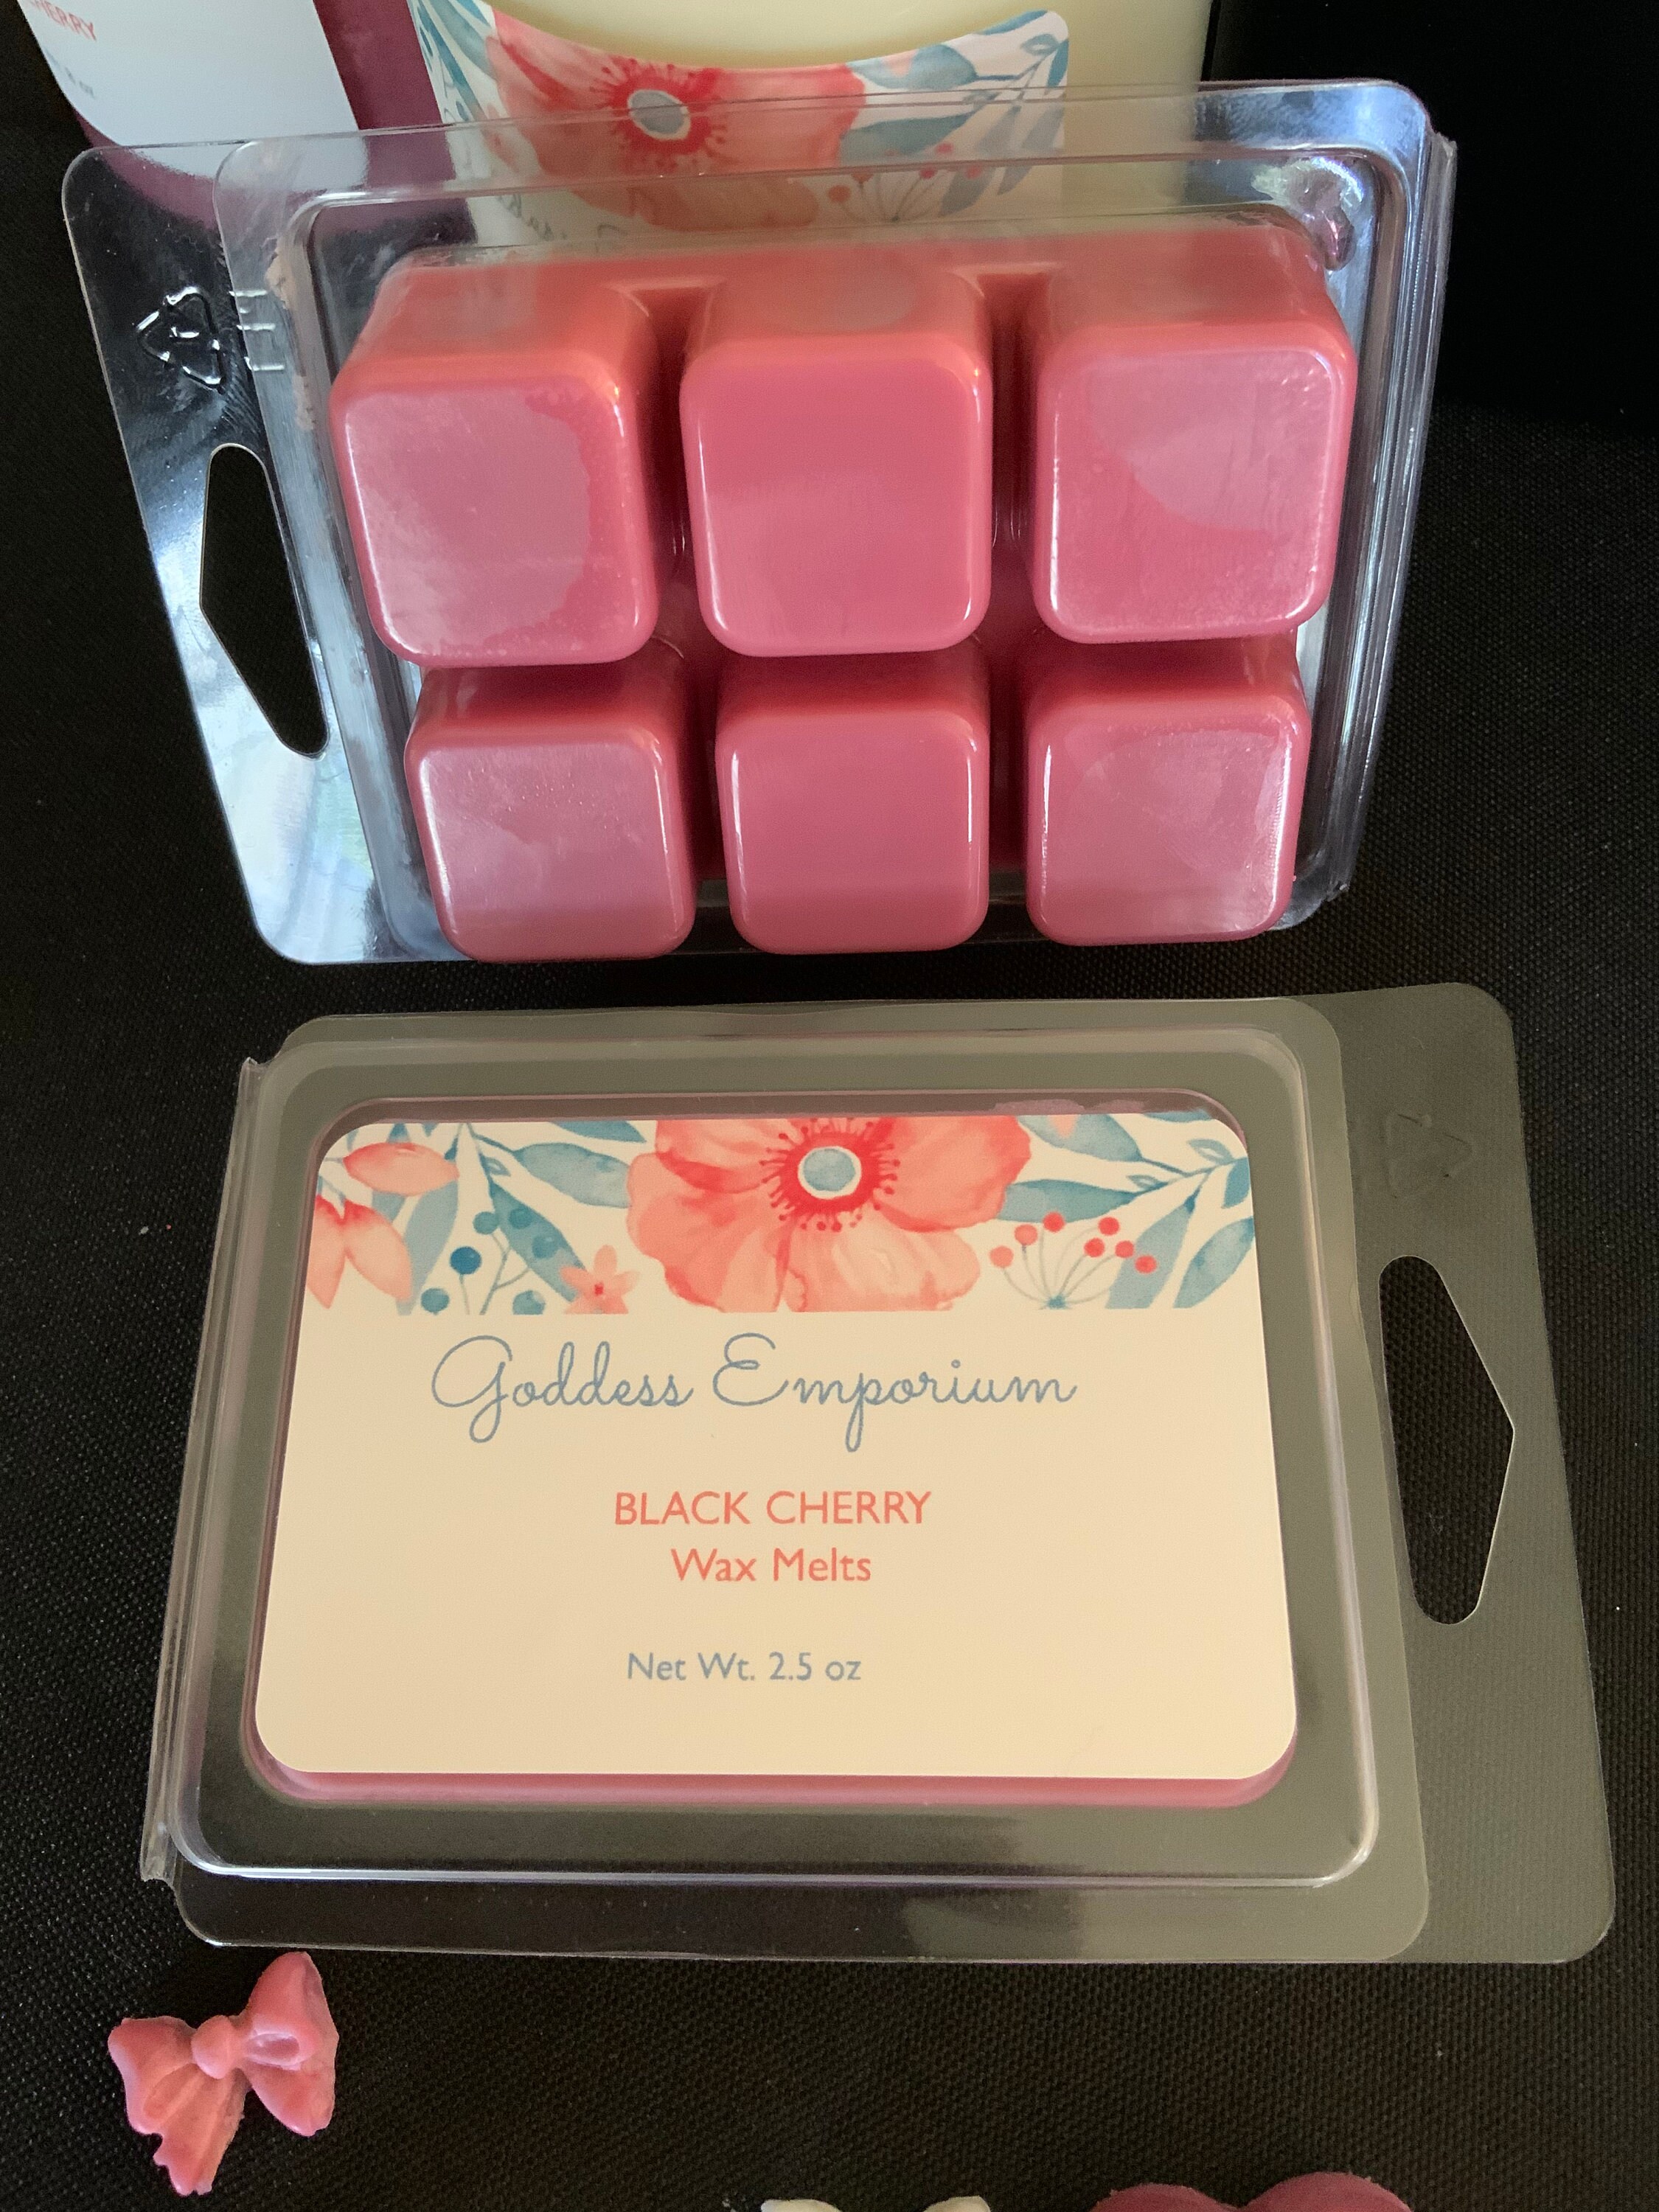 Goddess Emporium
BLACK CHERRY
Wax Melts
Net Wt. 2.5 oz